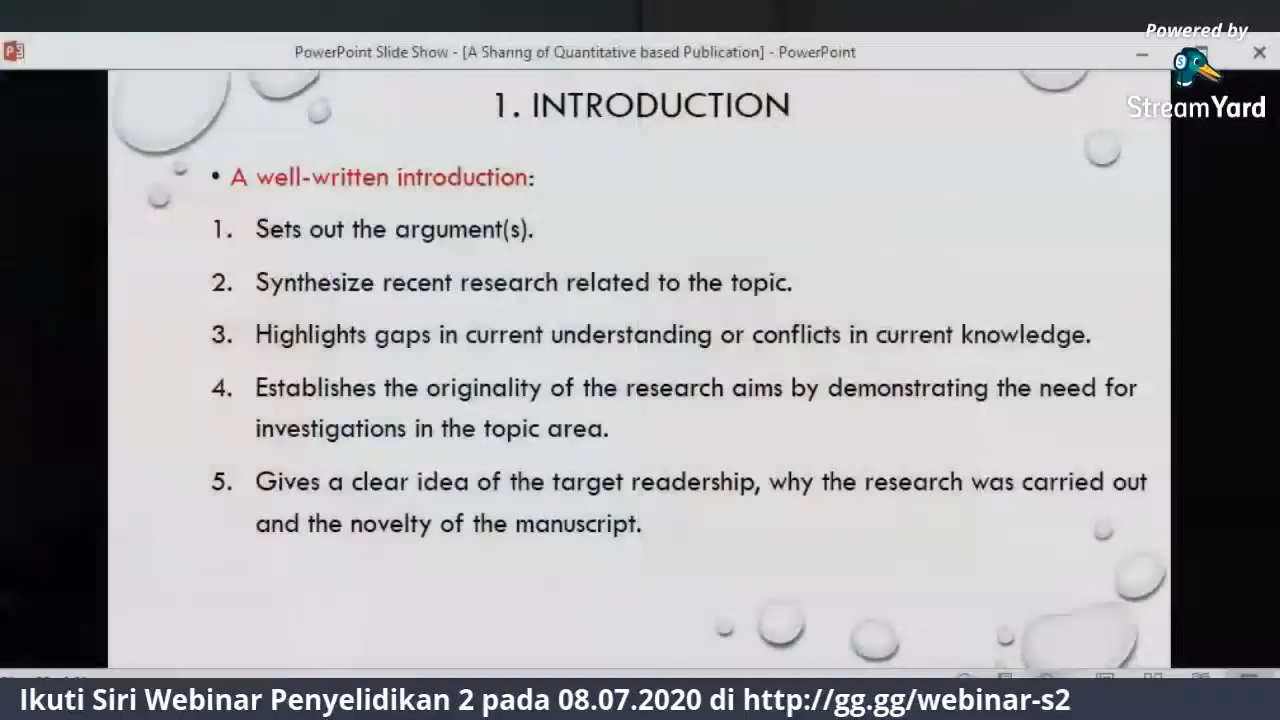 Powered by
PowerPoint Slide Show - [A Sharing of Quantitative based Publication] - PowerPoint
StreamYard
1. INTRODUCTION
• A well-written introduction:
1. Sets out the argument(s).
2. Synthesize recent research related to the topic.
3. Highlights gaps in current understanding or conflicts in current knowledge.
4. Establishes the originality of the research aims by demonstrating the need for
investigations in the topic area.
5. Gives a clear idea of the target readership, why the research was carried out
and the novelty of the manuscript.
Ikuti Siri Webinar Penyelidikan 2 pada 08.07.2020 di http://gg.gg/webinar-s2